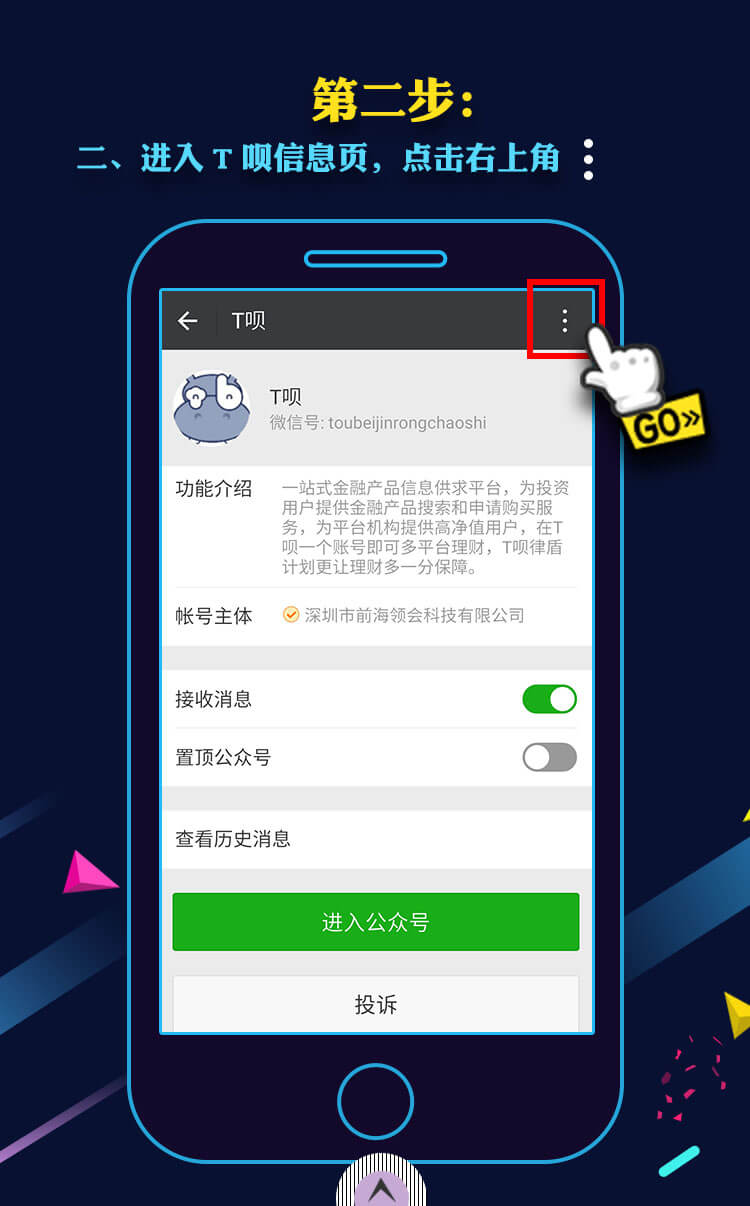 第二步：
二、进入 T 呗信息页，点击右上角
T呗
GO»
T呗
微信号: toubeijinrongchaoshi
功能介绍
一站式金融产品信息供求平台，为投资
用户提供金融产品搜索和申请购买服
务，为平台机构提供高净值用户，在T
呗一个账号即可多平台理财，T呗律盾
计划更让理财多一分保障。
帐号主体
深圳市前海领会科技有限公司
接收消息
置顶公众号
查看历史消息
进入公众号
投诉